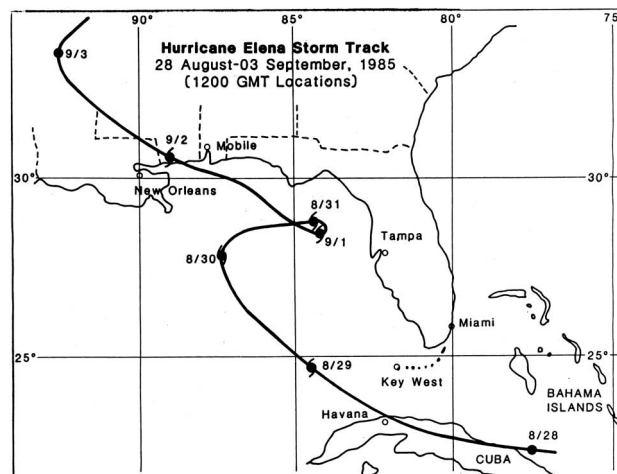 90°
85°
80°
75°
Hurricane Elena Storm Track
28 August-03 September, 1985
(1200 GMT Locations)
9/3
9/2
Mobile
30°
30°
New Orleans
8/31
9/1
8/30
Tampa
Miami
25°
25°
8/29
Key West
BAHAMA
ISLANDS
Havana
8/28
CUBA